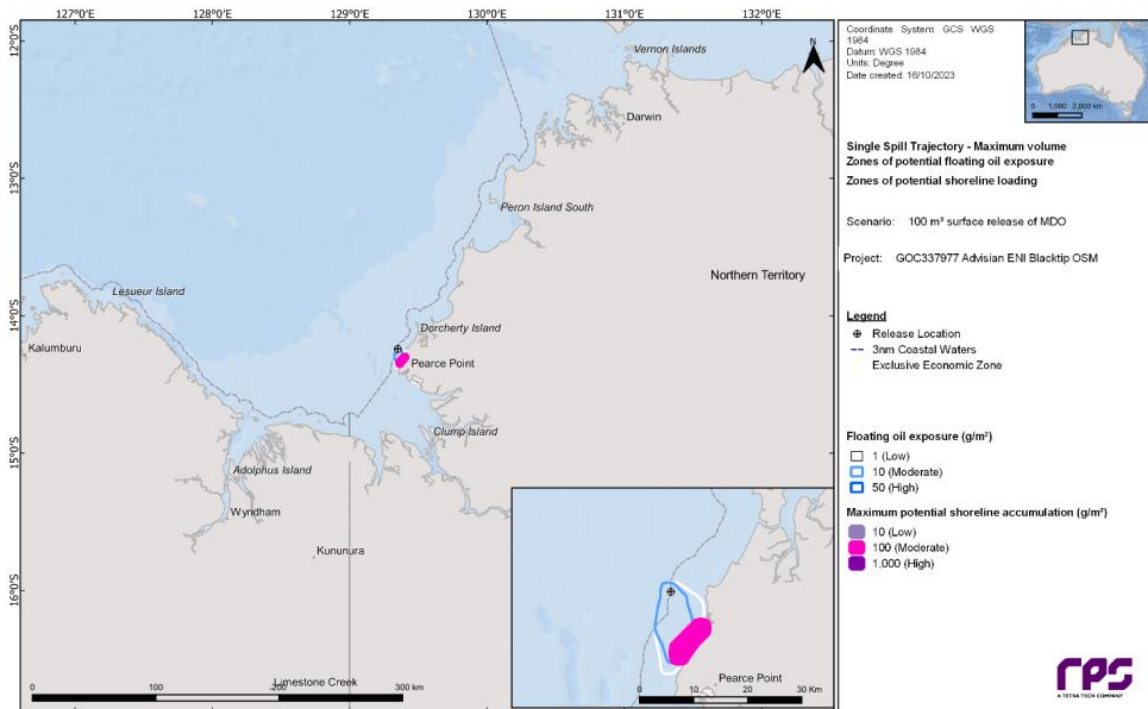 127°0'E 128°0'E 129°0'E 130°0'E 131°0'E 132°0'E
12°0'S
13°0'S
14°0'S
15°0'S
16°0'S
N
Vernon Islands
Darwin
Peron Island South
Northern Territory
Lesueur Island
Kalumburu
Dorcherty Island
Pearce Point
Clump Island
Adolphus Island
Wyndham
Kununura
Limestone Creek
0 100 200 300 km
Pearce Point
0 10 20 30 Km
Coordinate System: GCS WGS
1984
Datum: WGS 1984
Units: Degree
Date created: 16/10/2023
0 1,000 2,000 km
Single Spill Trajectory - Maximum volume
Zones of potential floating oil exposure
Zones of potential shoreline loading
Scenario: 100 m³ surface release of MDO
Project: GOC337977 Advisian ENI Blacktip OSM
Legend
Release Location
3nm Coastal Waters
Exclusive Economic Zone
Floating oil exposure (g/m²)
1 (Low)
10 (Moderate)
50 (High)
Maximum potential shoreline accumulation (g/m²)
10 (Low)
100 (Moderate)
1,000 (High)
rps
A TETRA TECH COMPANY